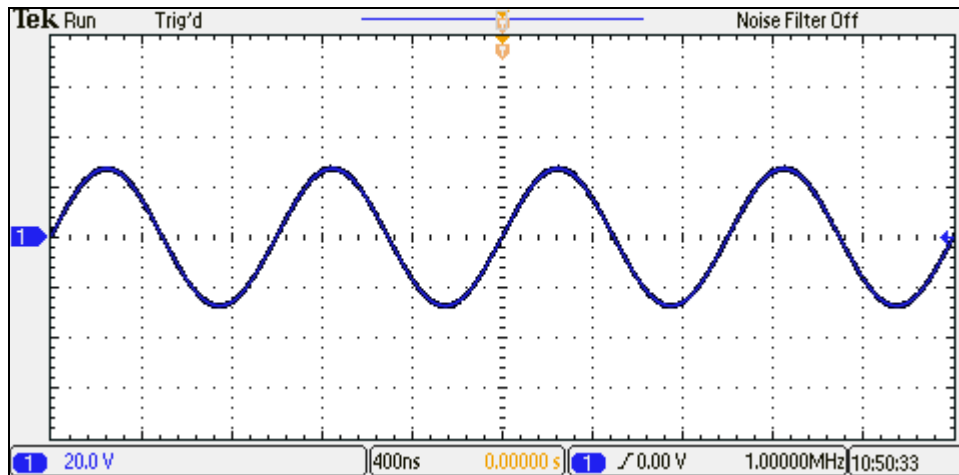 Tek Run Trig'd Noise Filter Off
T
T
1
1 20.0 V 400ns 0.00000 s 1 0.00 V 1.00000MHz 10:50:33